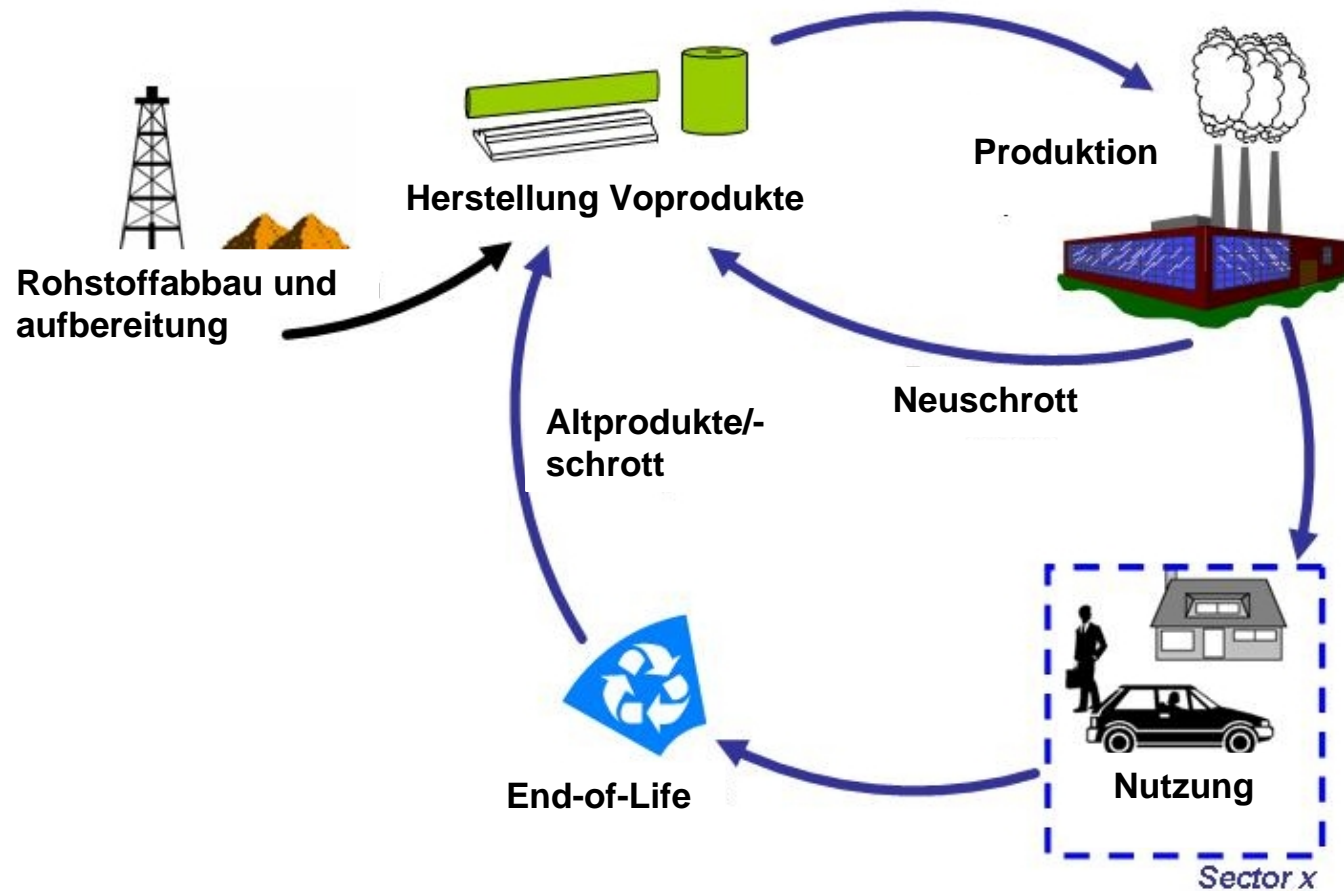 Produktion
Herstellung Voprodukte
Rohstoffabbau und
aufbereitung
Neuschrott
Altprodukte/-
schrott
End-of-Life
Nutzung
Sector x